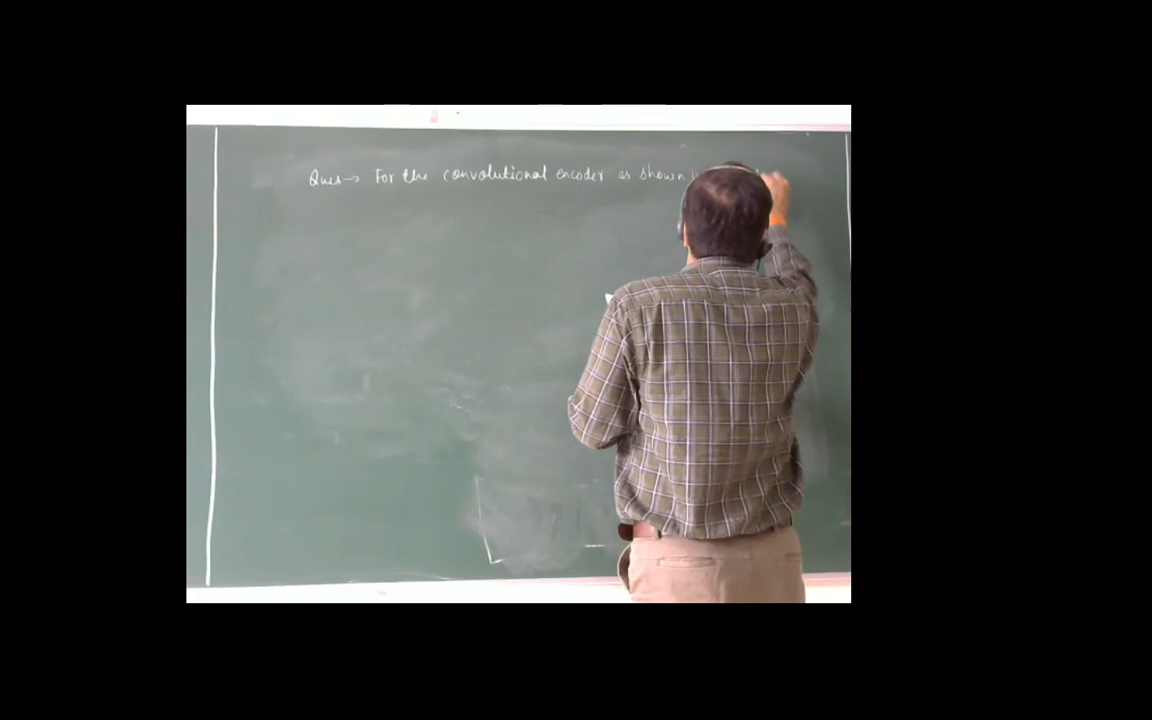 Ques → For the convolutional encoder as shown